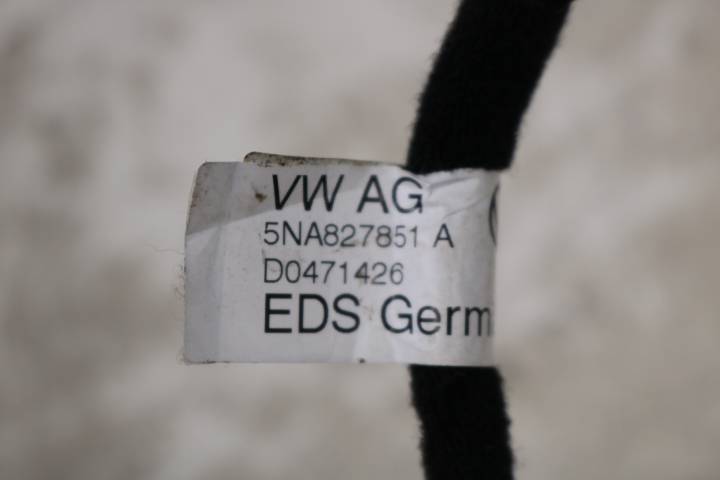 VW AG
5NA827851 A
D0471426
EDS Germ